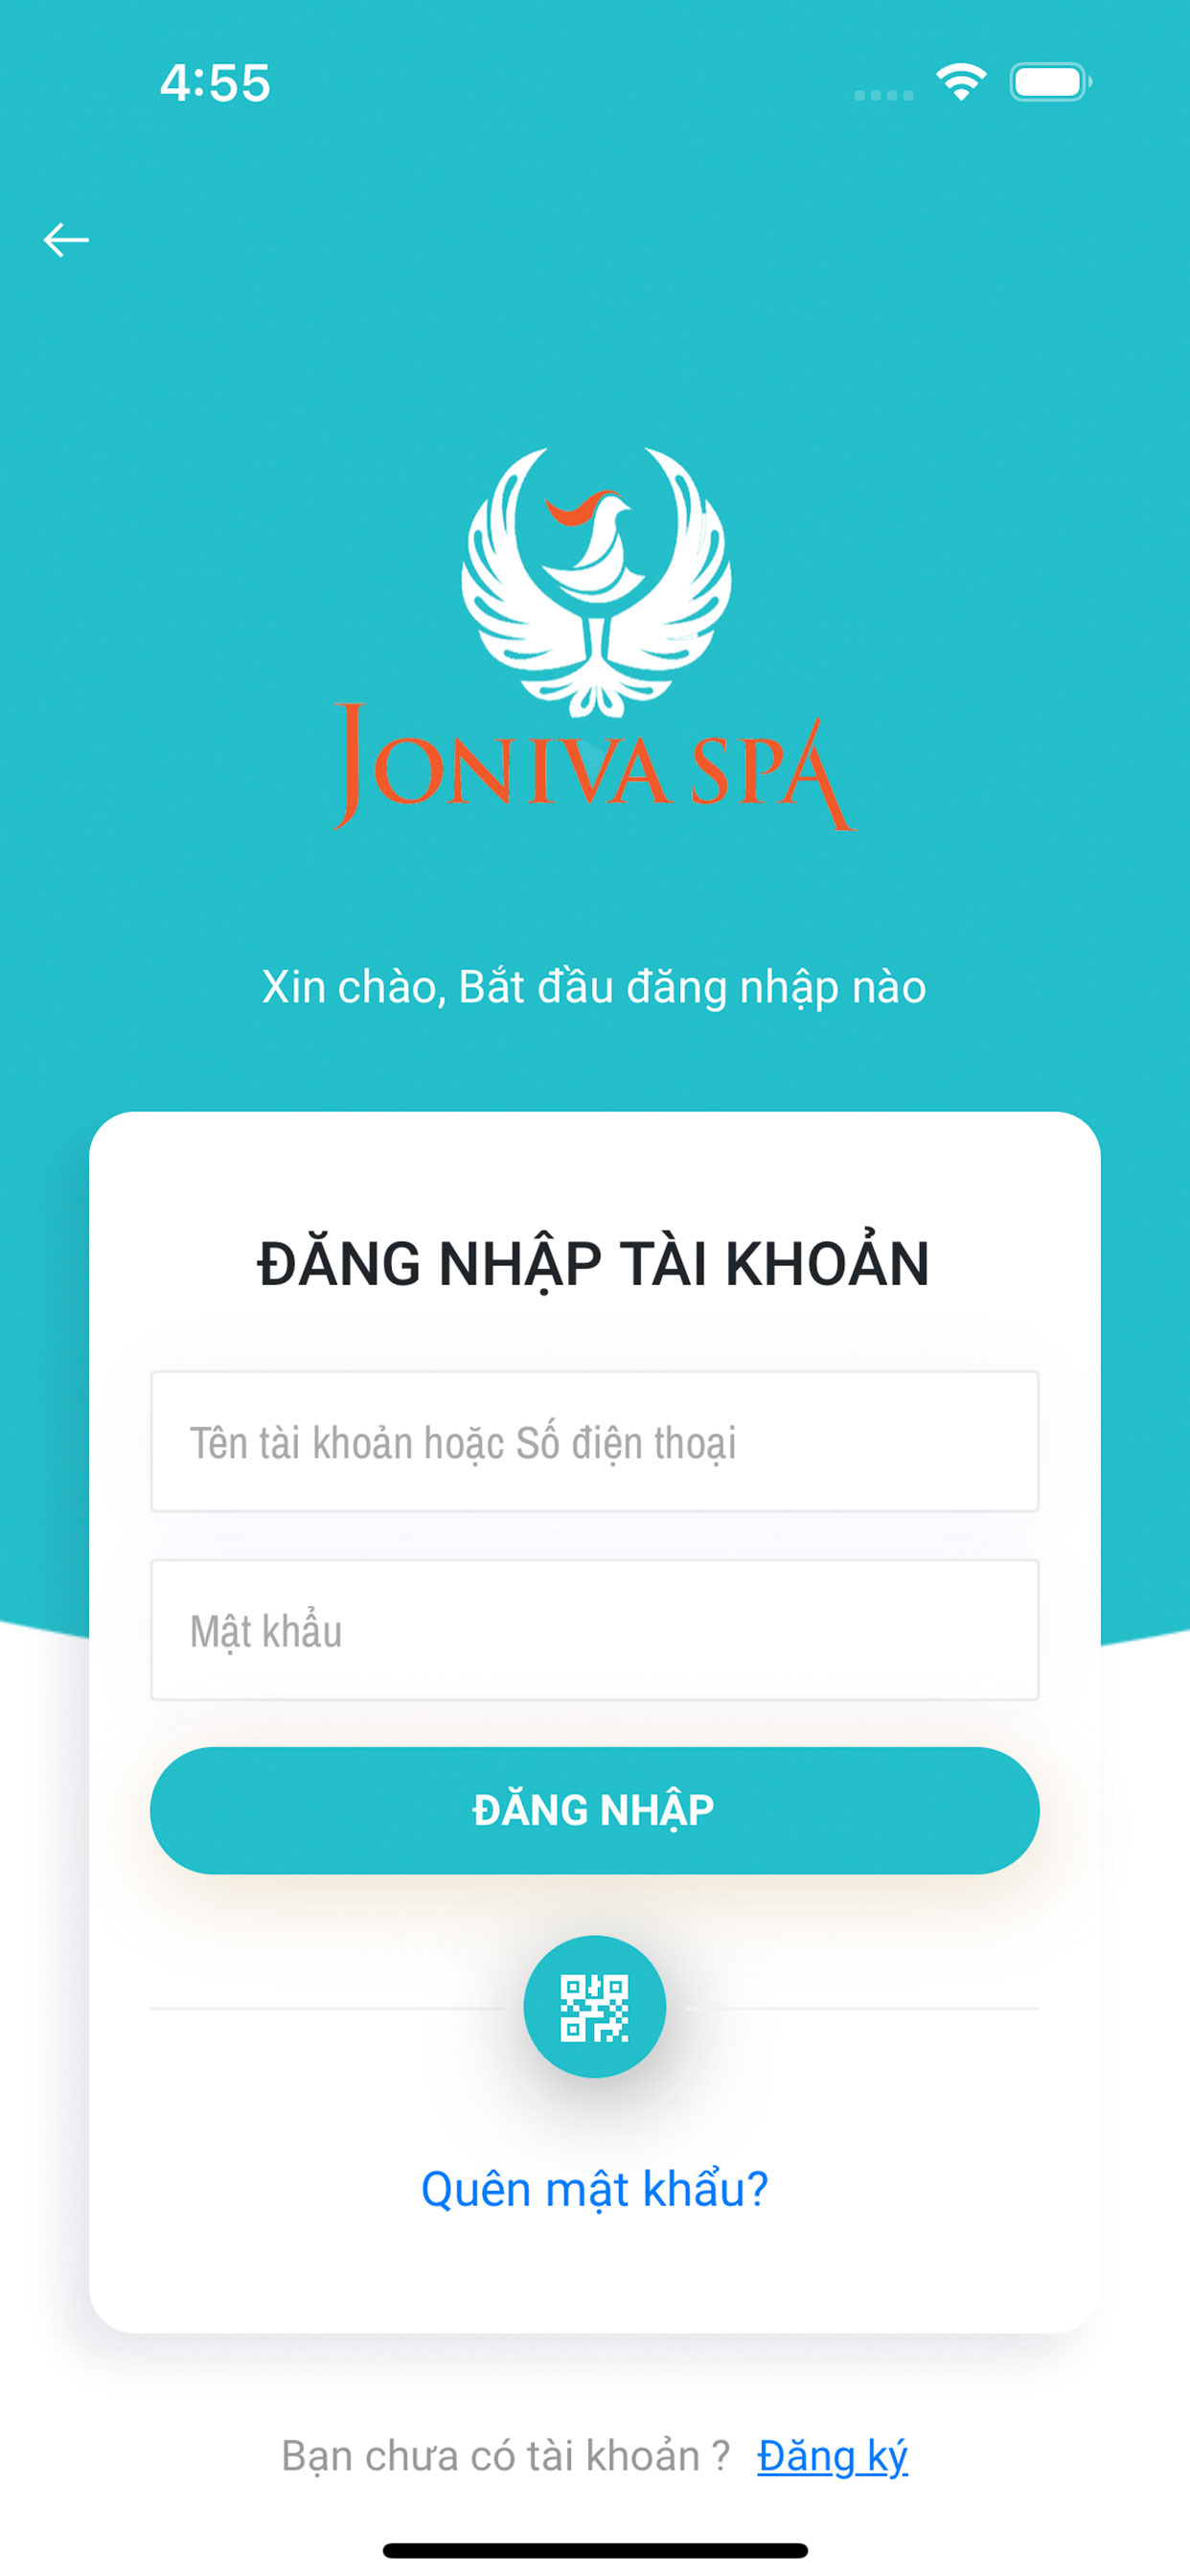 4:55
JONIVA SPA
Xin chào, Bắt đầu đăng nhập nào
ĐĂNG NHẬP TÀI KHOẢN
Tên tài khoản hoặc Số điện thoại
Mật khẩu
ĐĂNG NHẬP
Quên mật khẩu?
Bạn chưa có tài khoản ? Đăng ký